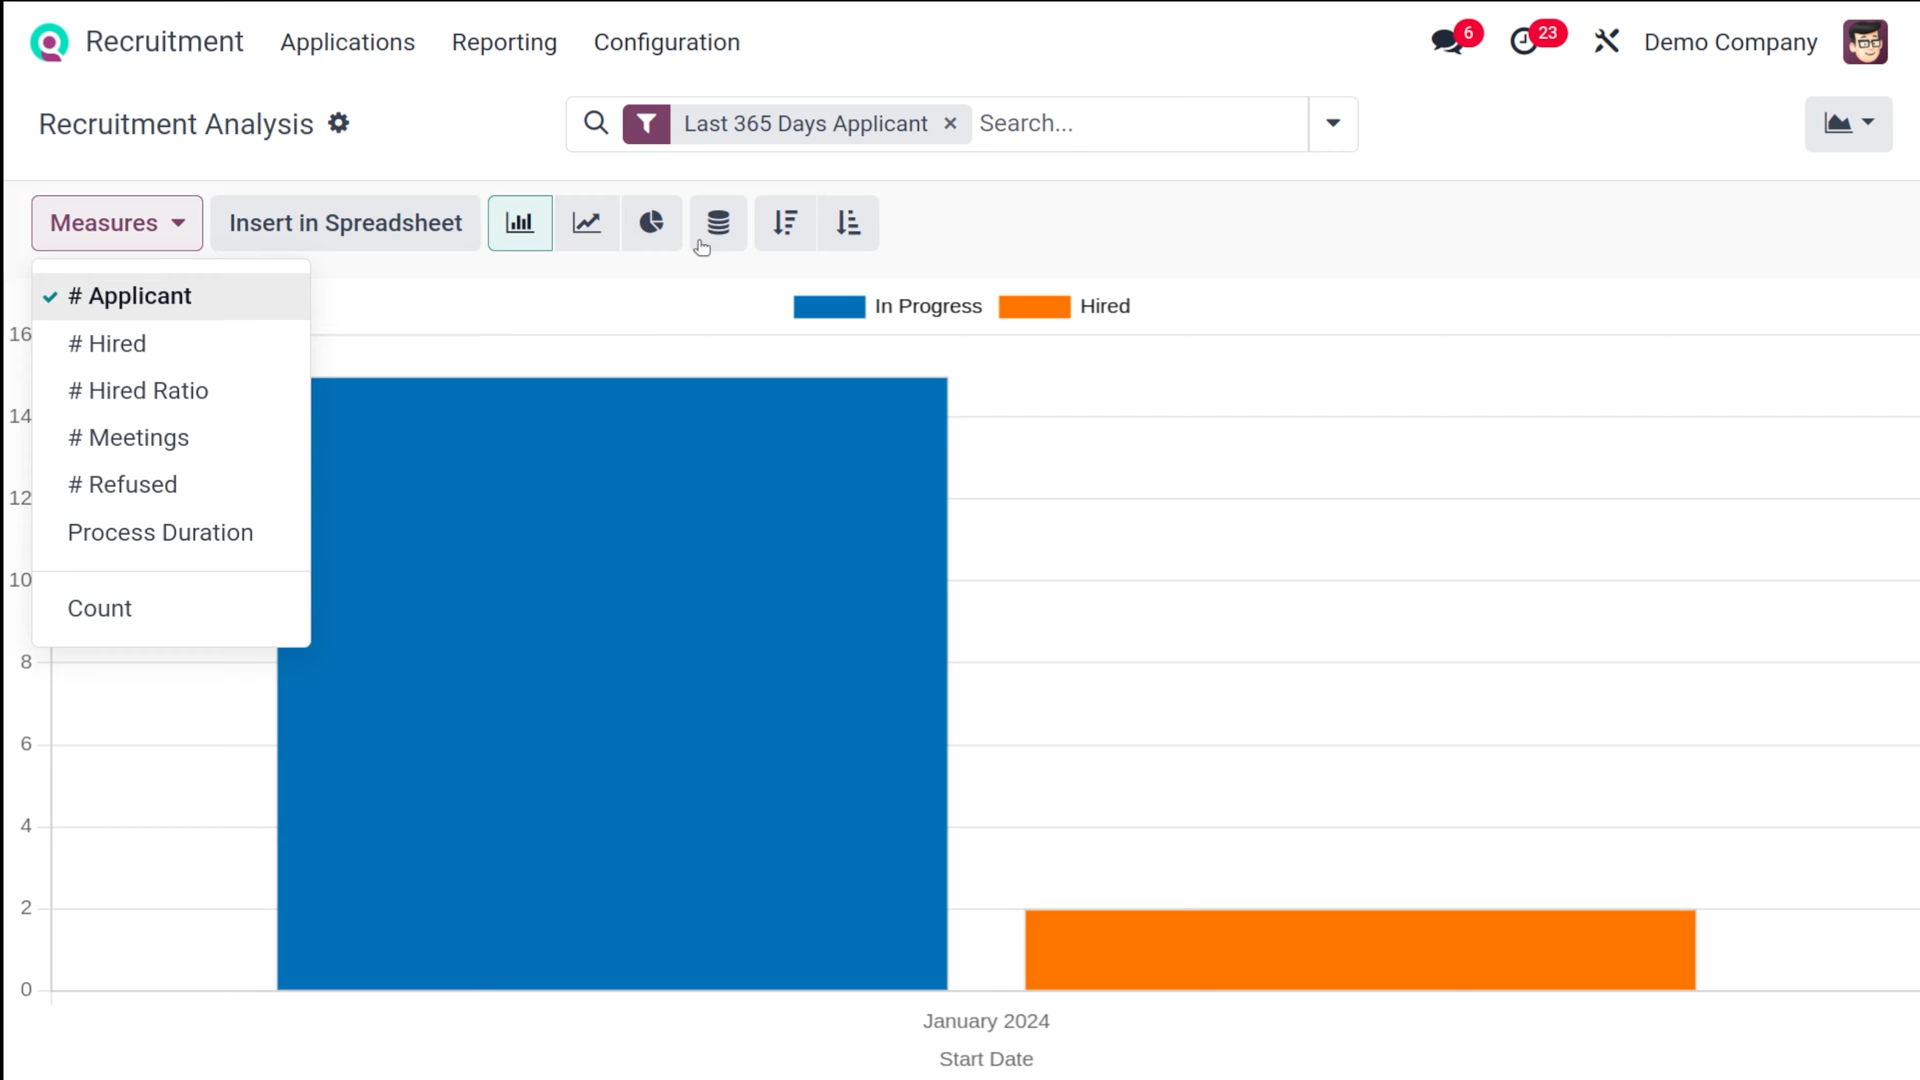 Recruitment Applications Reporting Configuration 6 23 Demo Company
Recruitment Analysis Last 365 Days Applicant × Search...
Measures Insert in Spreadsheet
# Applicant
# Hired
# Hired Ratio
# Meetings
# Refused
Process Duration
Count
In Progress Hired
16
14
12
10
8
6
4
2
0
January 2024
Start Date